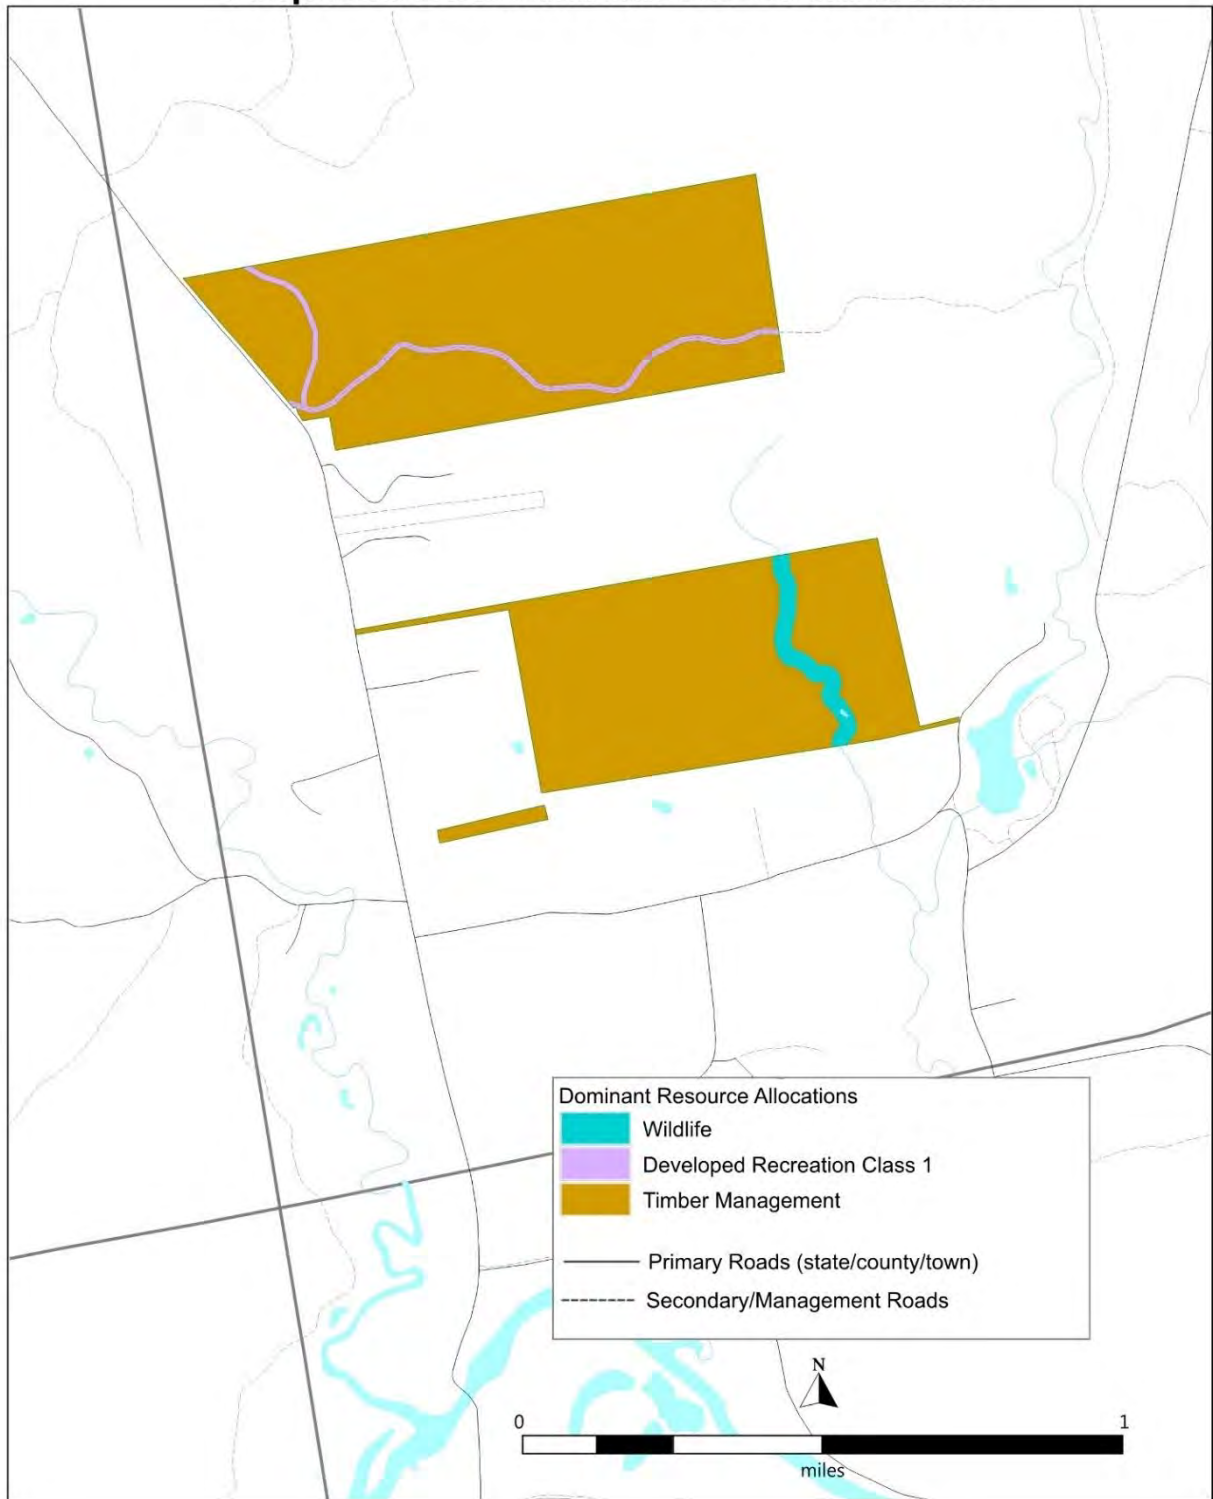 Dominant Resource Allocations
Wildlife
Developed Recreation Class 1
Timber Management
Primary Roads (state/county/town)
Secondary/Management Roads
N
0 1
miles